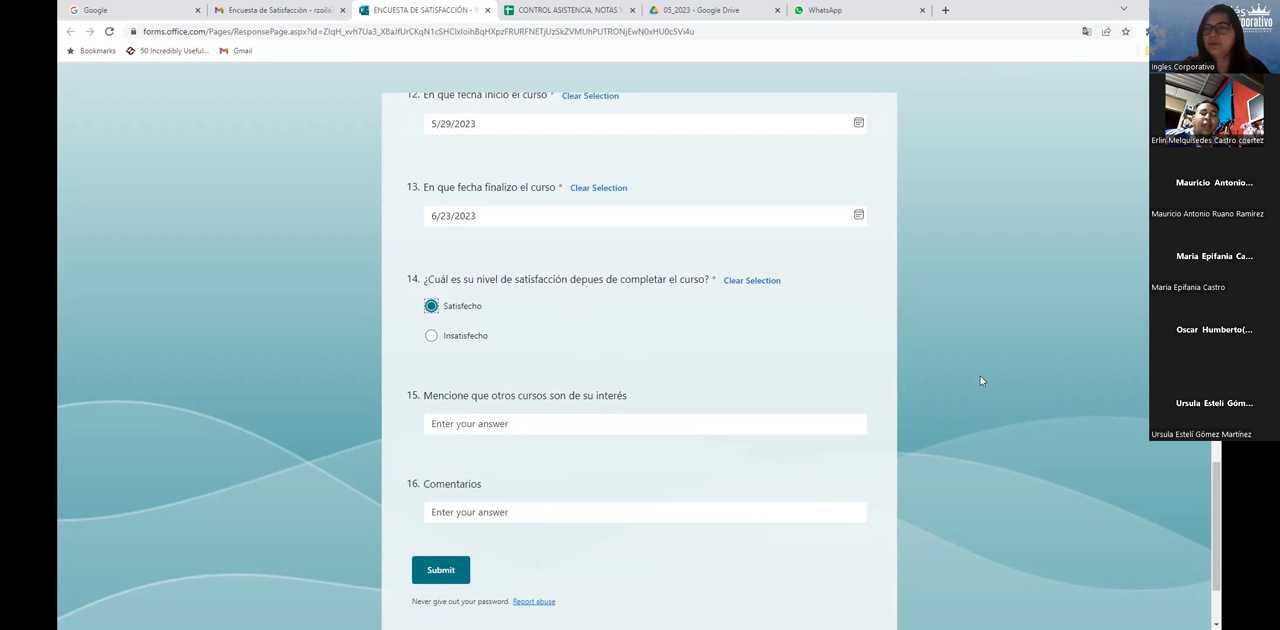 Google
Encuesta de Satisfacción - rzoila
ENCUESTA DE SATISFACCIÓN - I
CONTROL ASISTENCIA, NOTAS Y
05_2023 - Google Drive
WhatsApp
forms.office.com/Pages/ResponsePage.aspx?id=
Bookmarks
50 Incredibly Useful...
Gmail
12. En que fecha inicio el curso * Clear Selection
5/29/2023
13. En que fecha finalizo el curso * Clear Selection
6/23/2023
14. ¿Cuál es su nivel de satisfacción depues de completar el curso? * Clear Selection
Satisfecho
Insatisfecho
15. Mencione que otros cursos son de su interés
Enter your answer
16. Comentarios
Enter your answer
Submit
Never give out your password. Report abuse
Ingles Corporativo
Erlin Melquisedes Castro coertez
Mauricio Antonio...
Mauricio Antonio Ruano Ramirez
Maria Epifania Ca...
Maria Epifania Castro
Oscar Humberto(...
Ursula Estelí Góm...
Ursula Estelí Gómez Martínez